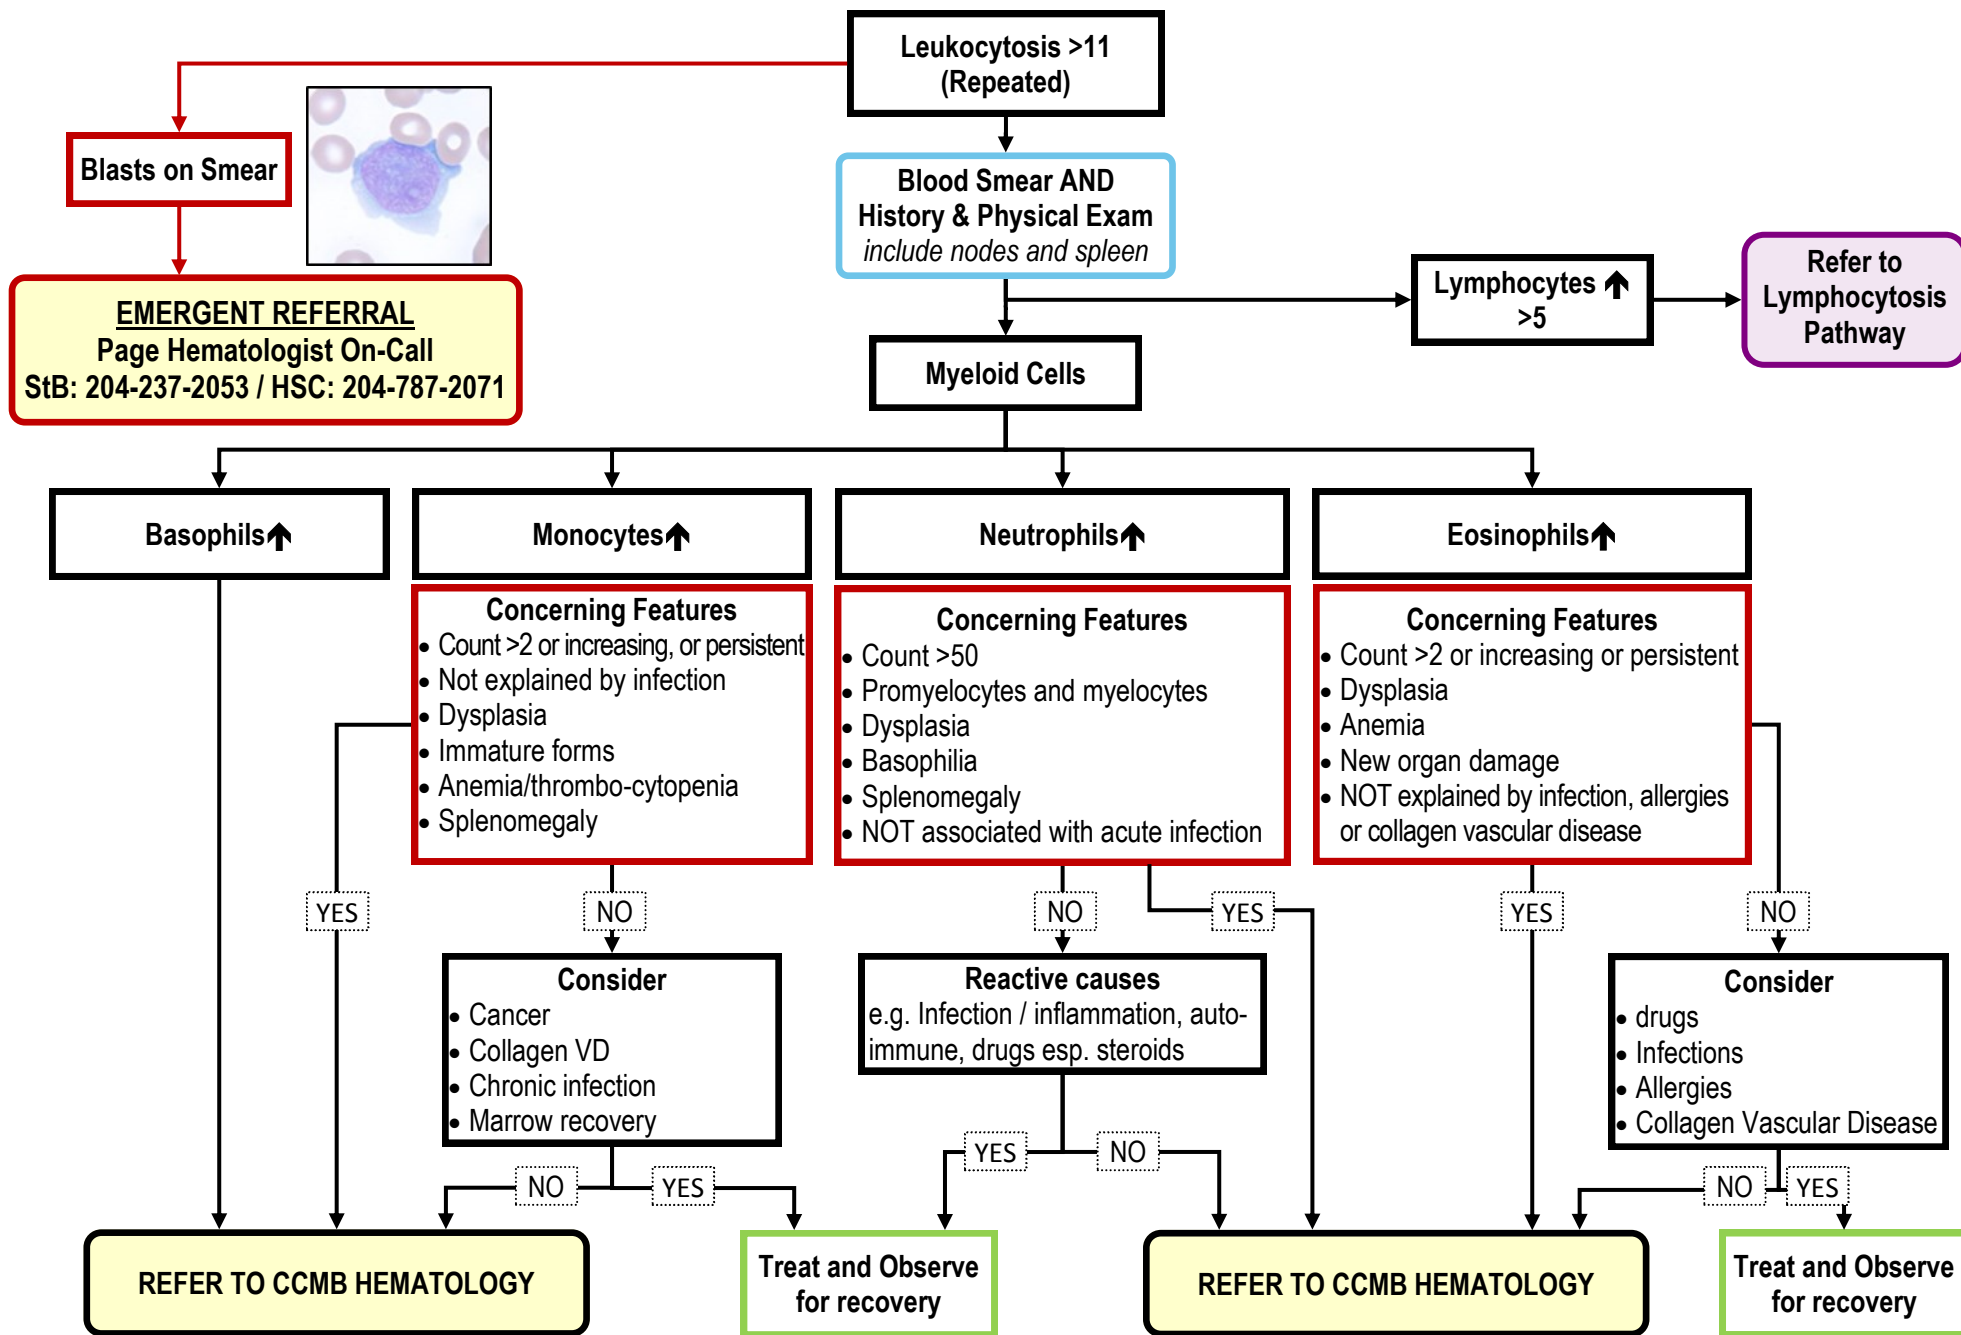 Leukocytosis >11
(Repeated)
Blasts on Smear
Blood Smear AND
History & Physical Exam
include nodes and spleen
EMERGENT REFERRAL
Page Hematologist On-Call
StB: 204-237-2053 / HSC: 204-787-2071
Lymphocytes ↑
>5
Refer to
Lymphocytosis
Pathway
Myeloid Cells
Basophils↑
Monocytes↑
Neutrophils↑
Eosinophils↑
Concerning Features
• Count >2 or increasing, or persistent
• Not explained by infection
• Dysplasia
• Immature forms
• Anemia/thrombo-cytopenia
• Splenomegaly
Concerning Features
• Count >50
• Promyelocytes and myelocytes
• Dysplasia
• Basophilia
• Splenomegaly
• NOT associated with acute infection
Concerning Features
• Count >2 or increasing or persistent
• Dysplasia
• Anemia
• New organ damage
• NOT explained by infection, allergies
or collagen vascular disease
YES
NO
NO
YES
YES
NO
Consider
• Cancer
• Collagen VD
• Chronic infection
• Marrow recovery
Reactive causes
e.g. Infection / inflammation, auto-
immune, drugs esp. steroids
Consider
• drugs
• Infections
• Allergies
• Collagen Vascular Disease
NO
YES
YES
NO
NO
YES
REFER TO CCMB HEMATOLOGY
Treat and Observe
for recovery
REFER TO CCMB HEMATOLOGY
Treat and Observe
for recovery